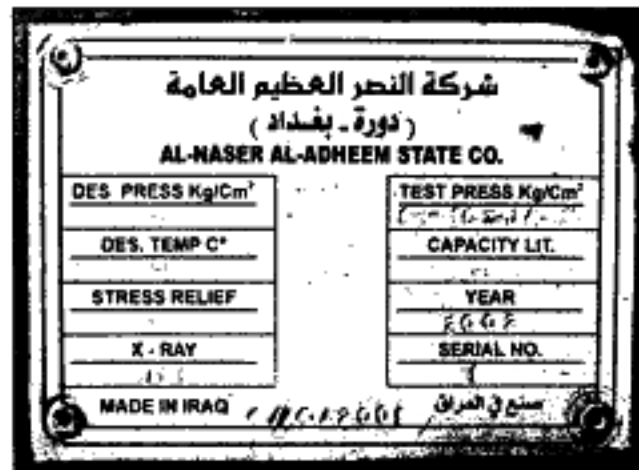 شركة النصر العظيم العامة
( دورة - بغداد )
AL-NASER AL-ADHEEM STATE CO.
DES PRESS Kg/Cm² TEST PRESS Kg/Cm²
DES. TEMP C° CAPACITY LIT.
STRESS RELIEF YEAR
X - RAY SERIAL NO.
MADE IN IRAQ صنع في العراق